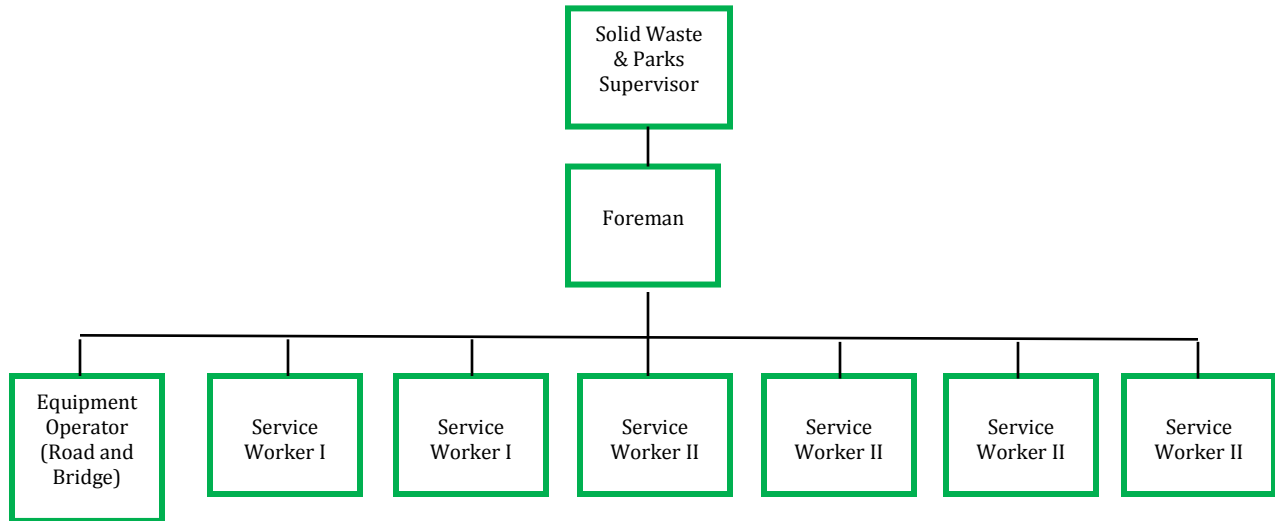 Solid Waste
& Parks
Supervisor
Foreman
Equipment
Operator
(Road and
Bridge)
Service
Worker I
Service
Worker I
Service
Worker II
Service
Worker II
Service
Worker II
Service
Worker II